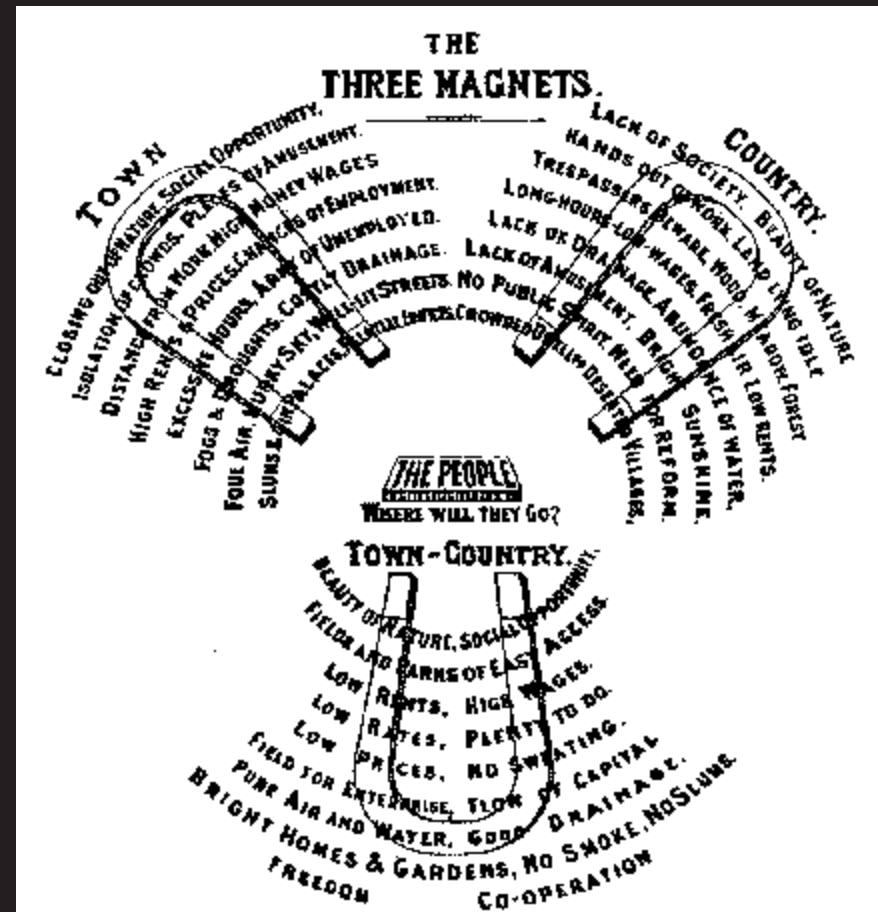 THE
THREE MAGNETS.
TOWN
CLOSING OUT OF NATURE. SOCIAL OPPORTUNITY.
ISOLATION OF CROWDS. PLACES OF AMUSEMENT.
DISTANCE FROM WORK. HIGH MONEY WAGES
HIGH RENTS & PRICES. CHANCES OF EMPLOYMENT.
EXCESSIVE HOURS. ARMY OF UNEMPLOYED.
FOGS & DROUGHTS. COSTLY DRAINAGE.
FOUL AIR. MURKY SKY. WELL-LIT STREETS.
SLUMS & GIN PALACES. CROWDED
COUNTRY.
LACK OF SOCIETY. BEAUTY OF NATURE
HANDS OUT OF WORK. LAND LYING IDLE
TRESPASSERS BEWARE. WOOD, MEADOW, FOREST
LONG-HOURS-LOW-WAGES. FRESH AIR LOW RENTS.
LACK OF DRAINAGE. ABUNDANCE OF WATER.
LACK OF AMUSEMENT. BRIGHT SUNSHINE.
NO PUBLIC SPIRIT. NEED FOR REFORM.
DESERTED VILLAGES,
THE PEOPLE
WHERE WILL THEY GO?
TOWN-COUNTRY.
BEAUTY OF NATURE, SOCIAL OPPORTUNITY.
FIELDS AND PARKS OF EASY ACCESS.
LOW RENTS, HIGH WAGES.
LOW RATES, PLENTY TO DO.
LOW PRICES, NO SWEATING.
FIELD FOR ENTERPRISE, FLOW OF CAPITAL
PURE AIR AND WATER, GOOD DRAINAGE.
BRIGHT HOMES & GARDENS, NO SMOKE, NO SLUMS
FREEDOM CO-OPERATION